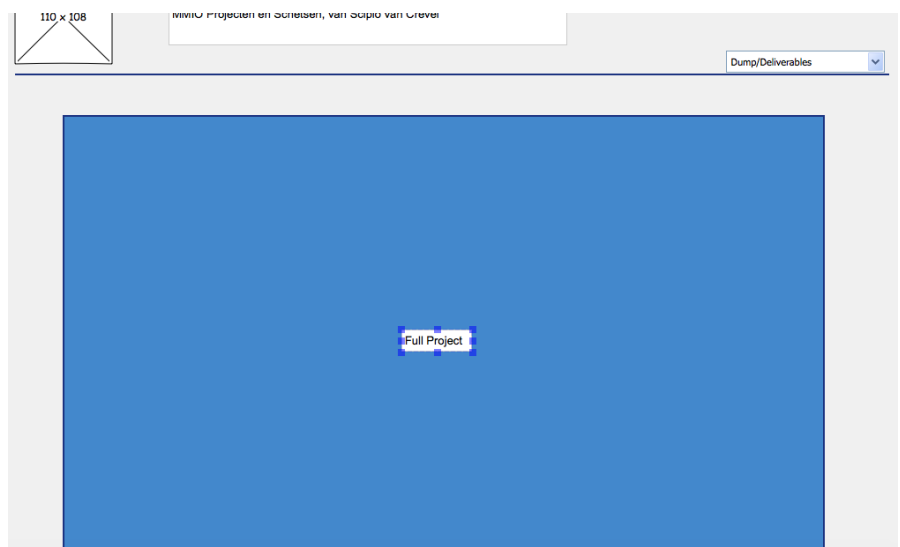 110 x 108
MMIO Projecten en Schetsen, van Scipio van Crevel
Dump/Deliverables
Full Project